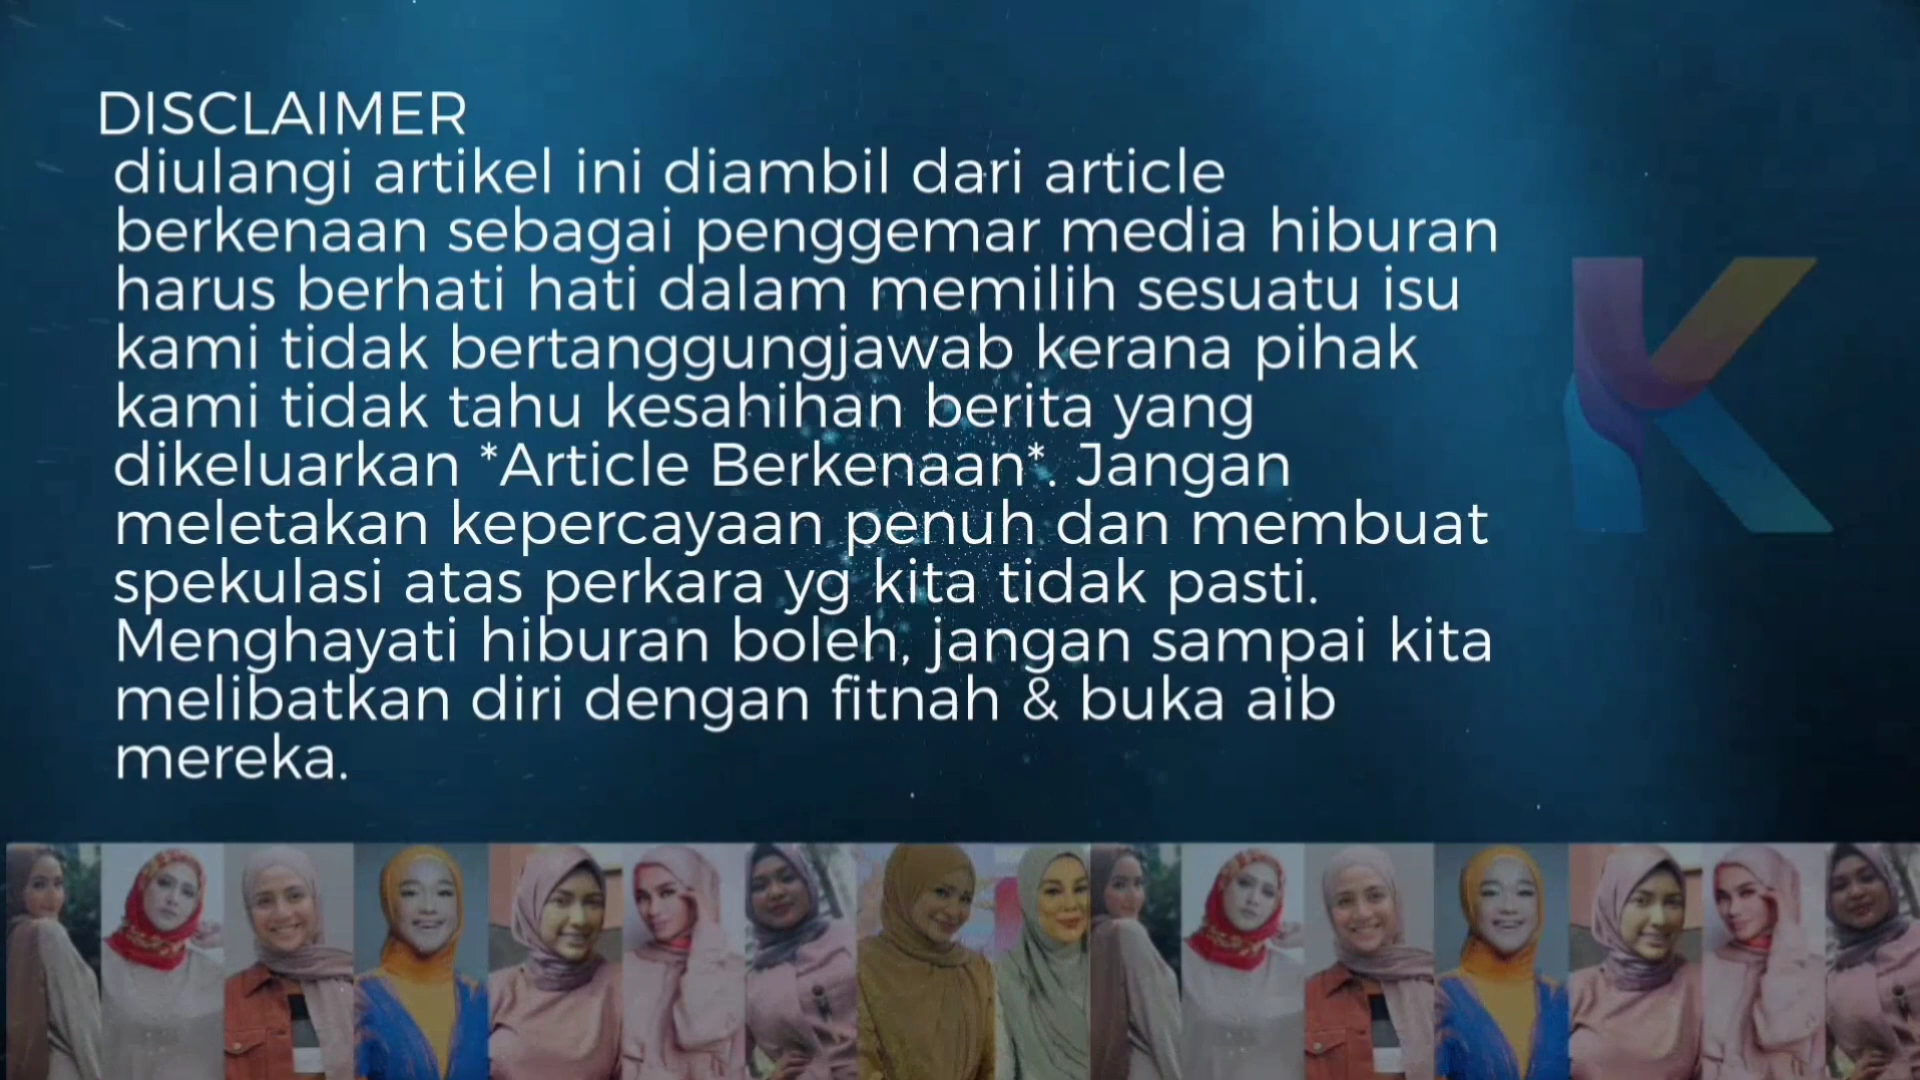 DISCLAIMER
diulangi artikel ini diambil dari article
berkenaan sebagai penggemar media hiburan
harus berhati hati dalam memilih sesuatu isu
kami tidak bertanggungjawab kerana pihak
kami tidak tahu kesahihan berita yang
dikeluarkan *Article Berkenaan*. Jangan
meletakan kepercayaan penuh dan membuat
spekulasi atas perkara yg kita tidak pasti.
Menghayati hiburan boleh, jangan sampai kita
melibatkan diri dengan fitnah & buka aib
mereka.
K